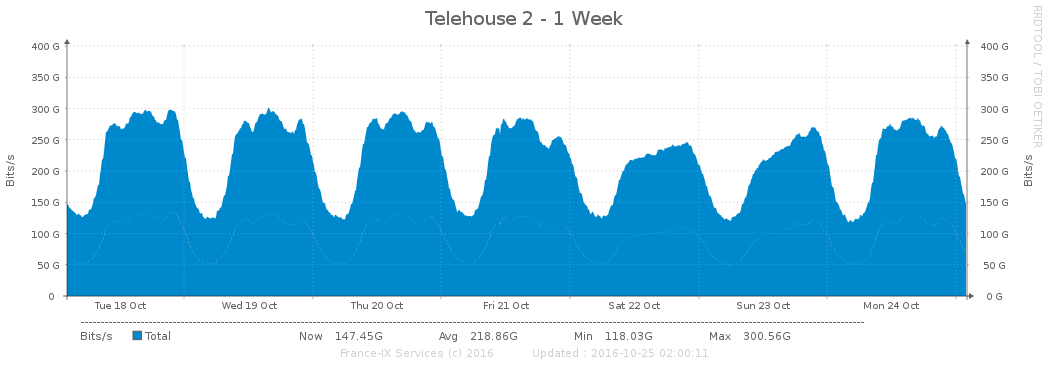 Telehouse 2 - 1 Week
RRDTOOL / TOBI OETIKER
400 G 400 G
350 G 350 G
300 G 300 G
250 G 250 G
200 G 200 G
150 G 150 G
100 G 100 G
50 G 50 G
0 0 G
Bits/s
Bits/s
Tue 18 Oct Wed 19 Oct Thu 20 Oct Fri 21 Oct Sat 22 Oct Sun 23 Oct Mon 24 Oct
Bits/s Total Now 147.45G Avg 218.86G Min 118.03G Max 300.56G
France-IX Services (c) 2016 Updated : 2016-10-25 02:00:11